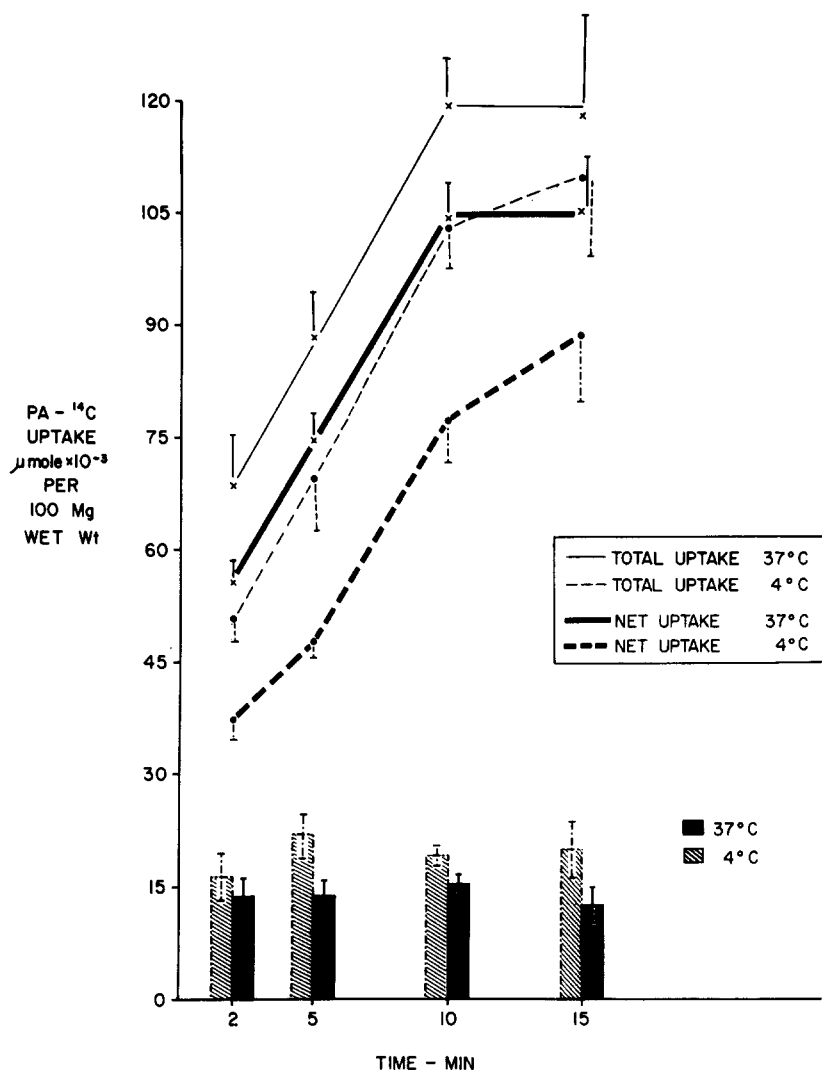 120
105
90
75
60
45
30
15
0
PA - ¹⁴C
UPTAKE
μmole×10⁻³
PER
100 Mg
WET Wt
TOTAL UPTAKE 37°C
TOTAL UPTAKE 4°C
NET UPTAKE 37°C
NET UPTAKE 4°C
37°C
4°C
2 5 10 15
TIME - MIN